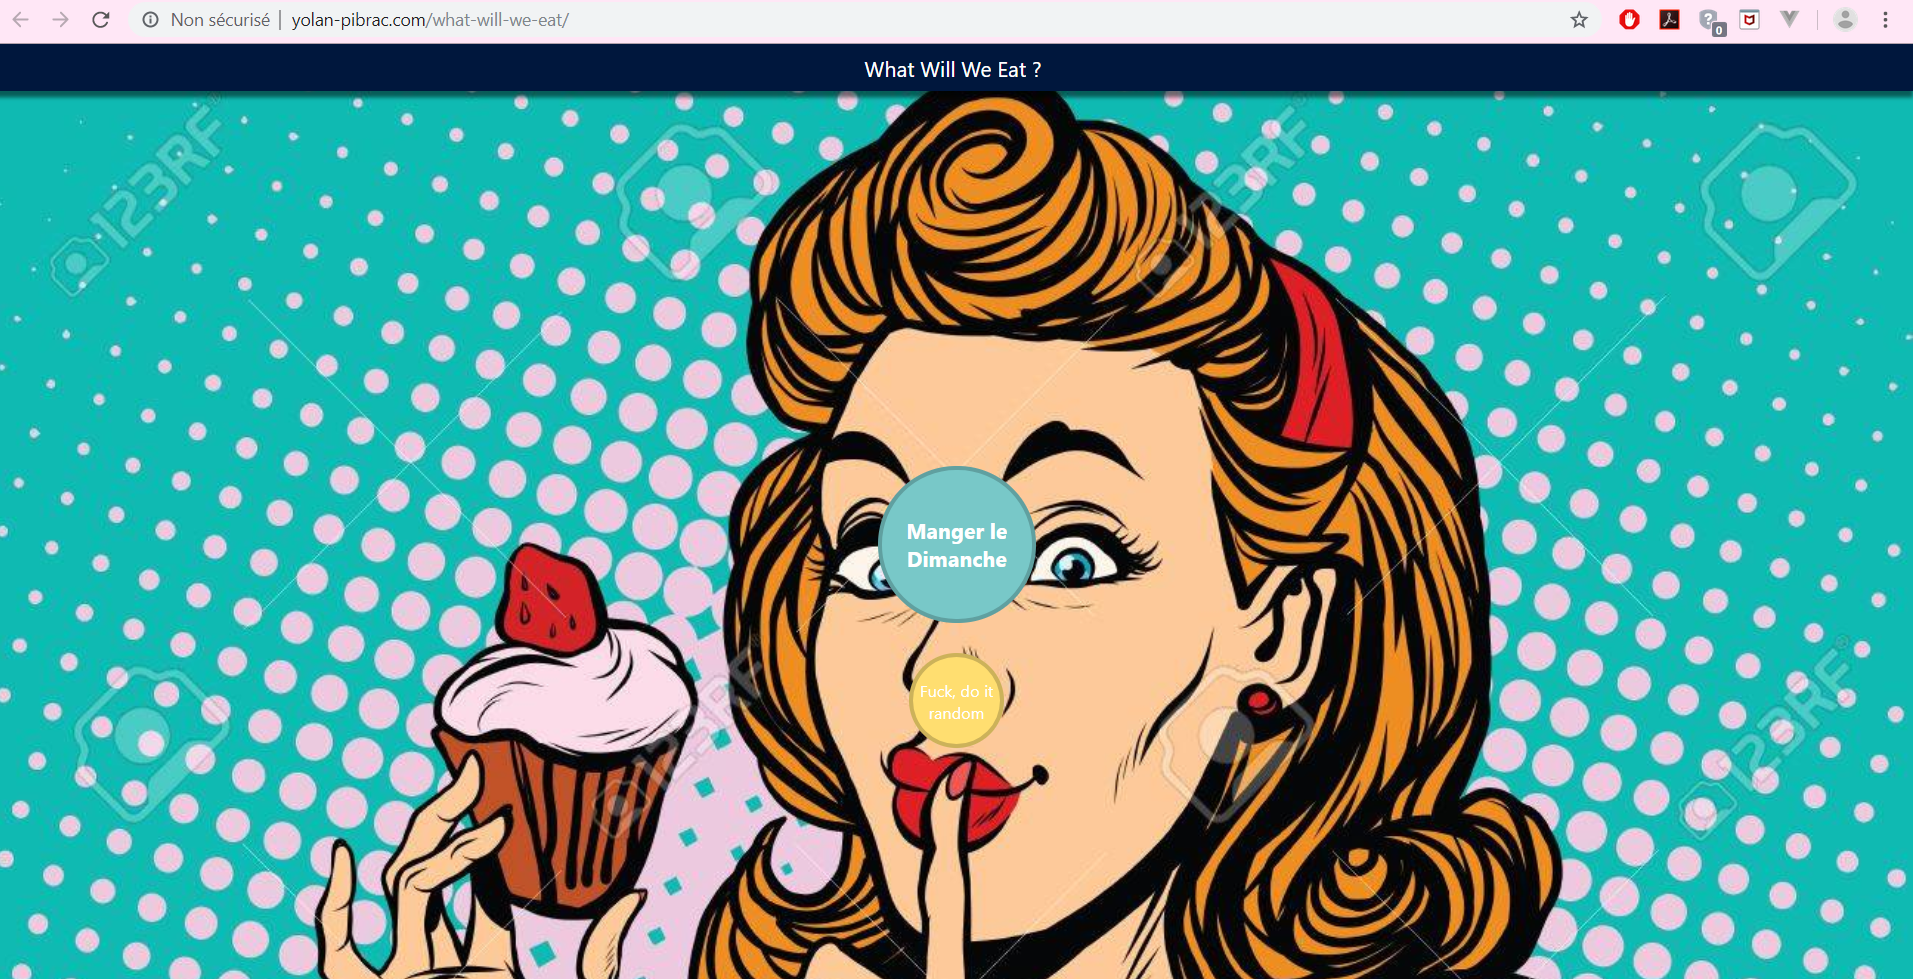 Non sécurisé | yolan-pibrac.com/what-will-we-eat/
0
What Will We Eat ?
123RF
123RF
Manger le
Dimanche
Fuck, do it
random
123RF
123RF